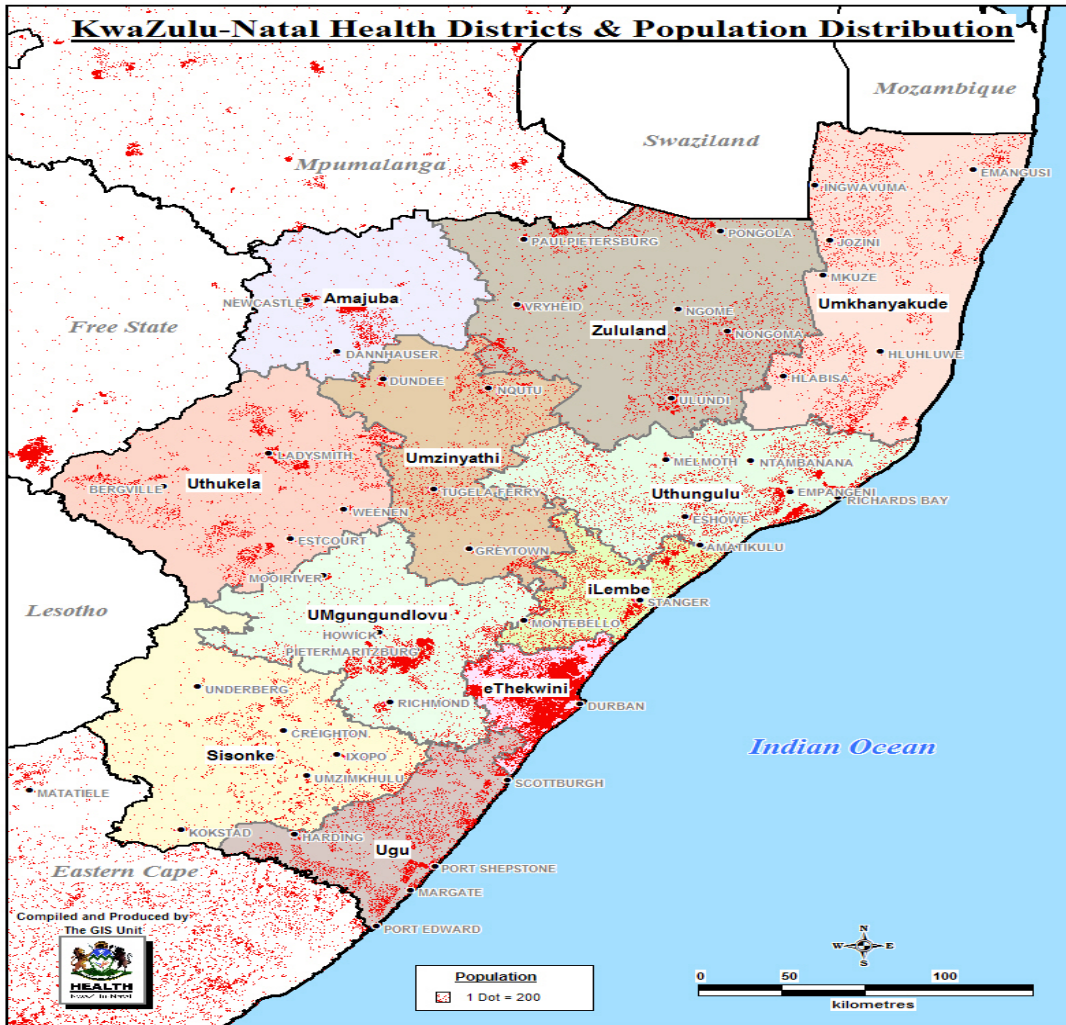 KwaZulu-Natal Health Districts & Population Distribution
Mozambique
Swaziland
Mpumalanga
EMANGUSI
INGWAVUMA
PAULPIETERSBURG
PONGOLA
JOZINI
MKUZE
NEWCASTLE
Amajuba
VRYHEID
NGOME
Umkhanyakude
Free State
Zululand
NONGOMA
DANNHAUSER
HLUHLUWE
DUNDEE
NQUTU
HLABISA
ULUNDI
LADYSMITH
Umzinyathi
MELMOTH
NTAMBANANA
BERGVILLE
Uthukela
TUGELA FERRY
Uthungulu
EMPANGENI
RICHARDS BAY
WEENEN
ESHOWE
ESTCOURT
GREYTOWN
AMATIKULU
MOOIRIVER
iLembe
Lesotho
UMgungundlovu
STANGER
MONTEBELLO
HOWICK
PIETERMARITZBURG
UNDERBERG
eThekwini
RICHMOND
DURBAN
CREIGHTON
Sisonke
IXOPO
Indian Ocean
UMZIMKHULU
SCOTTBURGH
MATATIELE
KOKSTAD
HARDING
Ugu
Eastern Cape
PORT SHEPSTONE
MARGATE
Compiled and Produced by
The GIS Unit
PORT EDWARD
N
W E
S
HEALTH
KwaZulu-Natal
Population
1 Dot = 200
0 50 100
kilometres